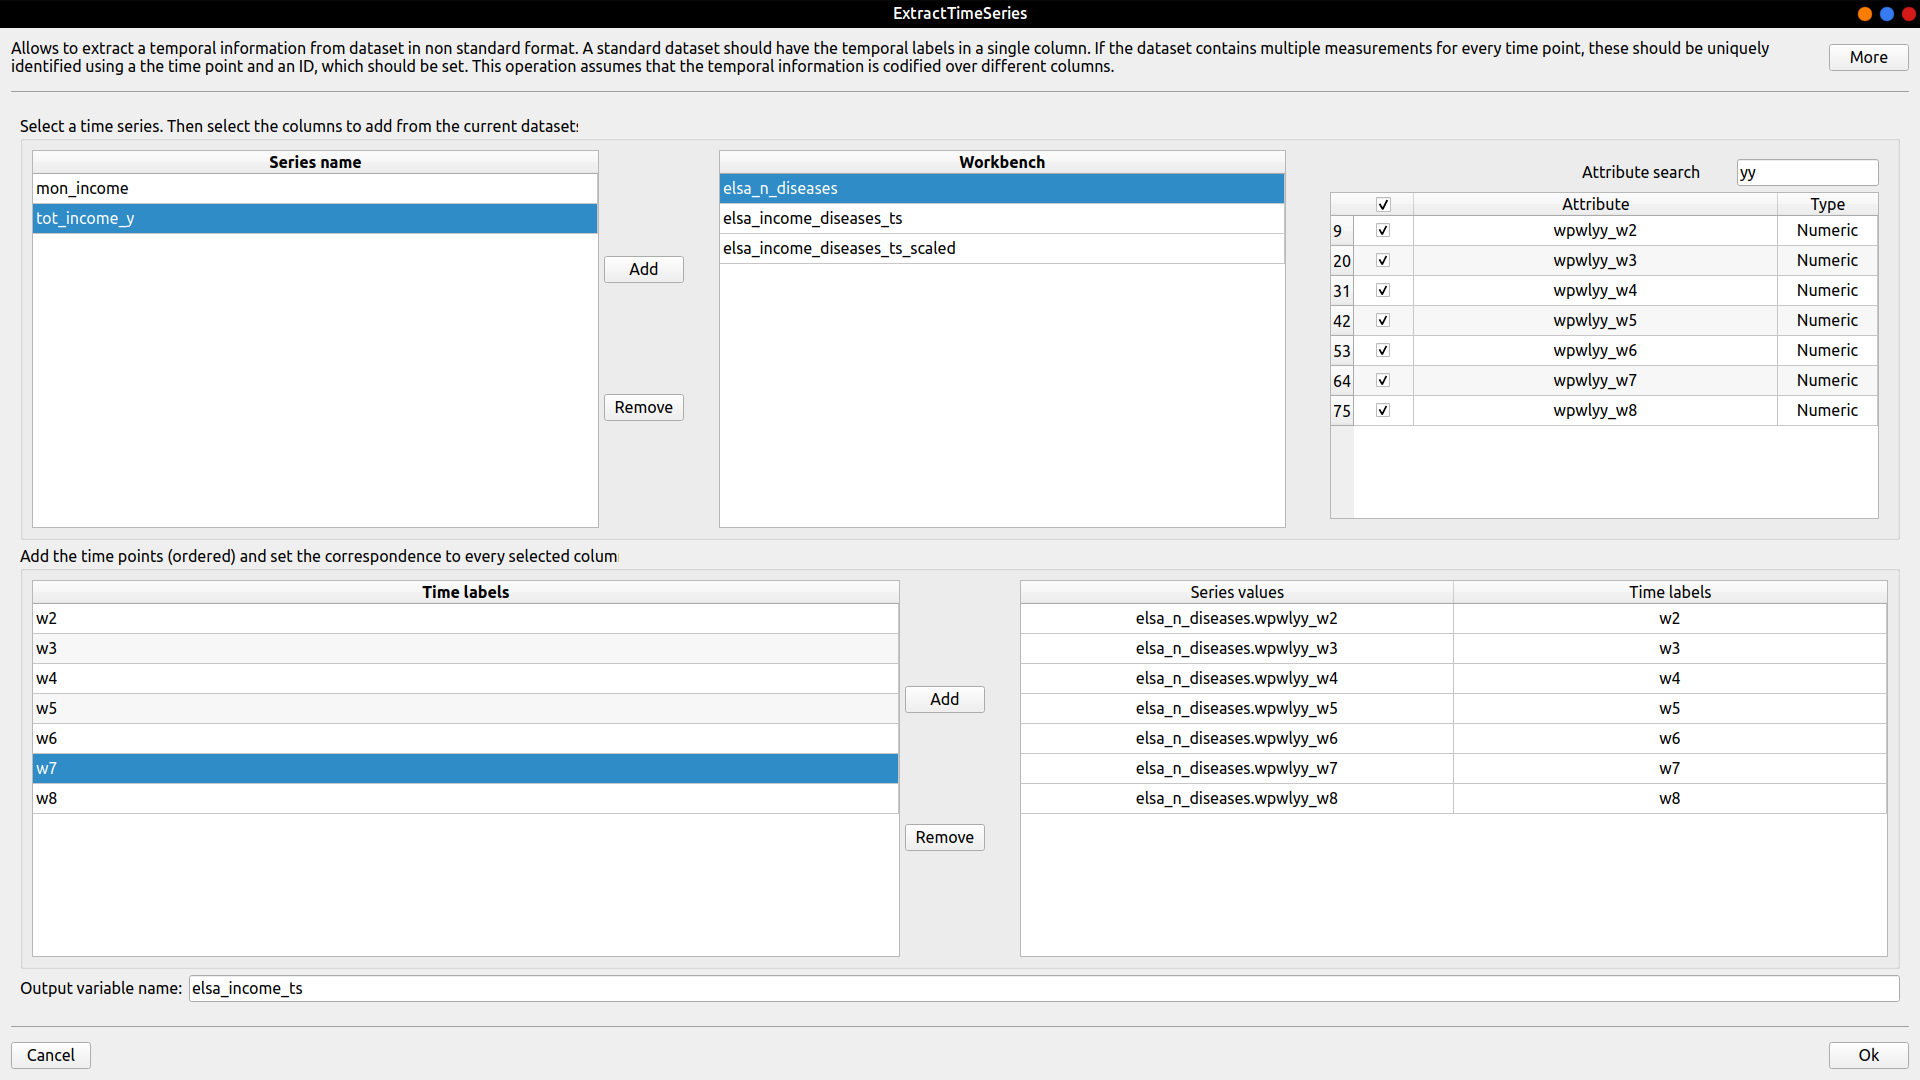 ExtractTimeSeries
Allows to extract a temporal information from dataset in non standard format. A standard dataset should have the temporal labels in a single column. If the dataset contains multiple measurements for every time point, these should be uniquely
identified using a the time point and an ID, which should be set. This operation assumes that the temporal information is codified over different columns.
More
Select a time series. Then select the columns to add from the current datasets
Series name
mon_income
tot_income_y
Add
Remove
Workbench
elsa_n_diseases
elsa_income_diseases_ts
elsa_income_diseases_ts_scaled
Attribute search yy
Attribute Type
9 wpwlyy_w2 Numeric
20 wpwlyy_w3 Numeric
31 wpwlyy_w4 Numeric
42 wpwlyy_w5 Numeric
53 wpwlyy_w6 Numeric
64 wpwlyy_w7 Numeric
75 wpwlyy_w8 Numeric
Add the time points (ordered) and set the correspondence to every selected colum
Time labels
w2
w3
w4
w5
w6
w7
w8
Add
Remove
Series values Time labels
elsa_n_diseases.wpwlyy_w2 w2
elsa_n_diseases.wpwlyy_w3 w3
elsa_n_diseases.wpwlyy_w4 w4
elsa_n_diseases.wpwlyy_w5 w5
elsa_n_diseases.wpwlyy_w6 w6
elsa_n_diseases.wpwlyy_w7 w7
elsa_n_diseases.wpwlyy_w8 w8
Output variable name: elsa_income_ts
Cancel
Ok